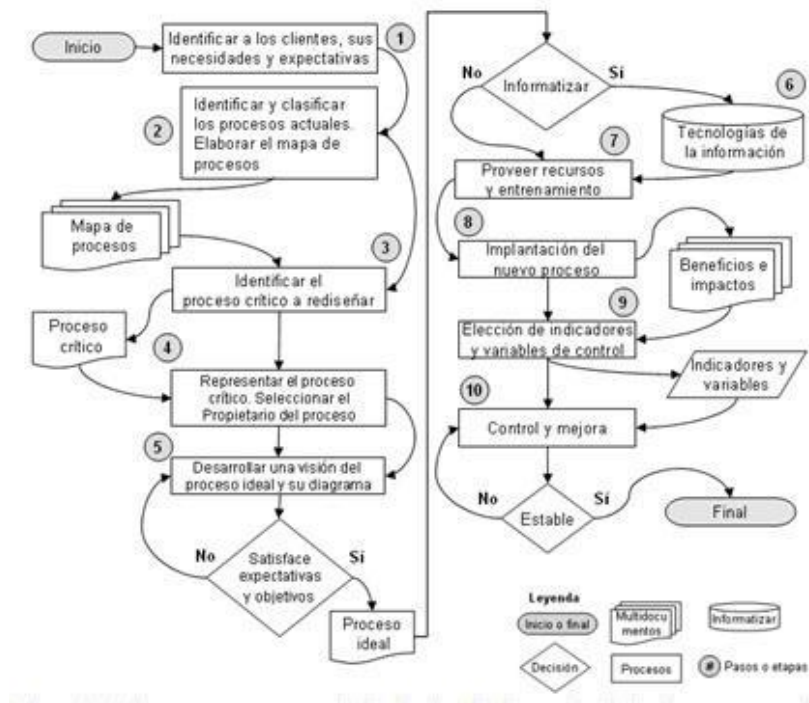 Inicio
Identificar a los clientes, sus
necesidades y expectativas
1
2
Identificar y clasificar
los procesos actuales.
Elaborar el mapa de
procesos
Mapa de
procesos
3
Identificar el
proceso crítico a rediseñar
Proceso
crítico
4
Representar el proceso
crítico. Seleccionar el
Propietario del proceso
5
Desarrollar una visión del
proceso ideal y su diagrama
No
Satisface
expectativas
y objetivos
Sí
Proceso
ideal
No
Informatizar
Sí
6
Tecnologías de
la información
7
Proveer recursos
y entrenamiento
8
Implantación del
nuevo proceso
Beneficios e
impactos
9
Elección de indicadores
y variables de control
Indicadores y
variables
10
Control y mejora
No
Estable
Sí
Final
Leyenda
Inicio o final
Multidocu
mentos
Informatizar
Decisión
Procesos
#
Pasos o etapas